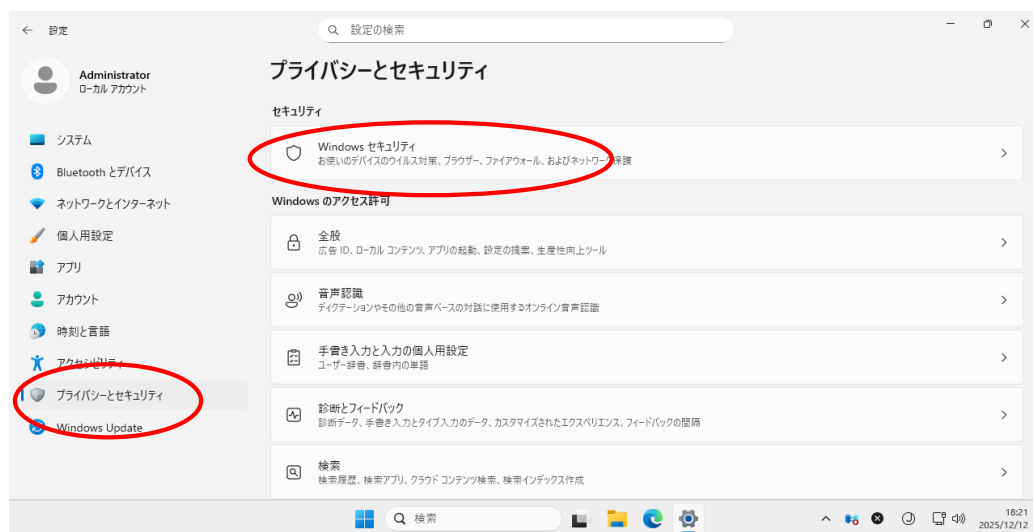 設定
設定の検索
Administrator
ローカル アカウント
システム
Bluetooth とデバイス
ネットワークとインターネット
個人用設定
アプリ
アカウント
時刻と言語
アクセシビリティ
プライバシーとセキュリティ
Windows Update
プライバシーとセキュリティ
セキュリティ
Windows セキュリティ
お使いのデバイスのウイルス対策、ブラウザー、ファイアウォール、およびネットワーク保護
Windows のアクセス許可
全般
広告 ID、ローカル コンテンツ、アプリの起動、設定の提案、生産性向上ツール
音声認識
ディクテーションやその他の音声ベースの対話に使用するオンライン音声認識
手書き入力と入力の個人用設定
ユーザー辞書、辞書内の単語
診断とフィードバック
診断データ、手書き入力とタイプ入力のデータ、カスタマイズされたエクスペリエンス、フィードバックの間隔
検索
検索履歴、検索アプリ、クラウド コンテンツ検索、検索インデックス作成
検索
18:21
2025/12/12